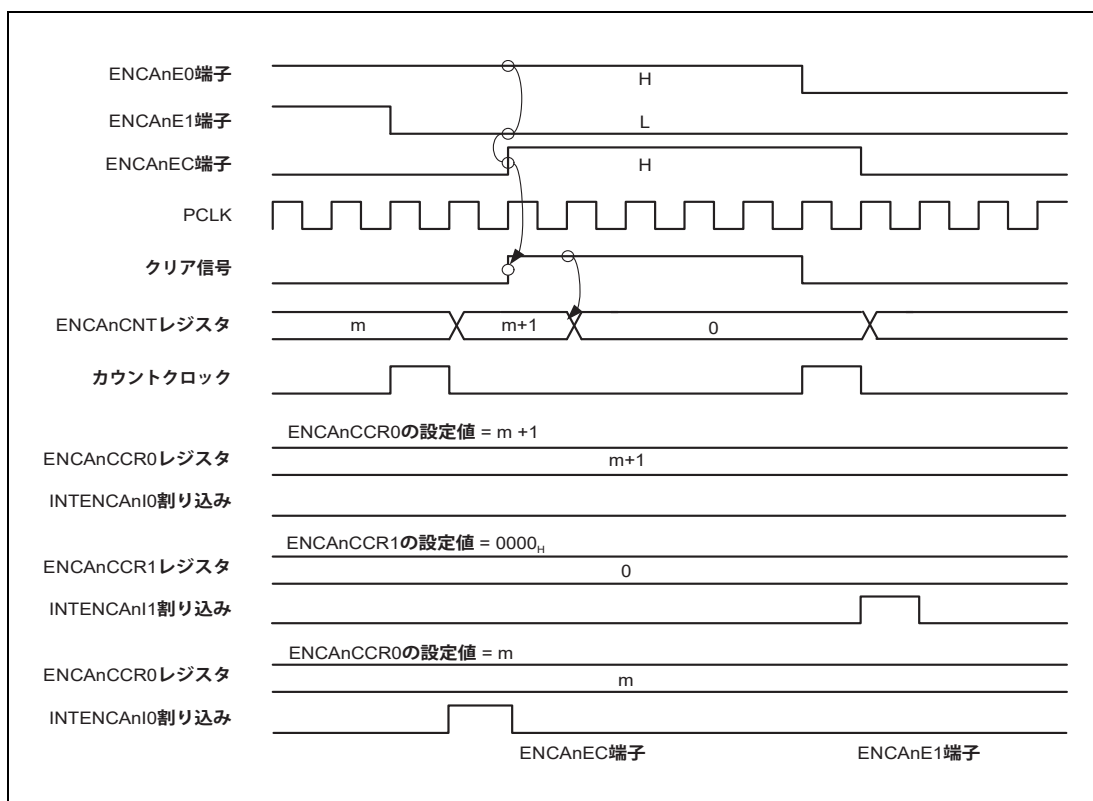 ENCAnE0端子
H
ENCAnE1端子
L
ENCAnEC端子
H
PCLK
クリア信号
ENCAnCNTレジスタ
m
m+1
0
カウントクロック
ENCAnCCR0の設定値 = m +1
ENCAnCCR0レジスタ
m+1
INTENCAnI0割り込み
ENCAnCCR1の設定値 = 0000H
ENCAnCCR1レジスタ
0
INTENCAnI1割り込み
ENCAnCCR0の設定値 = m
ENCAnCCR0レジスタ
m
INTENCAnI0割り込み
ENCAnEC端子
ENCAnE1端子